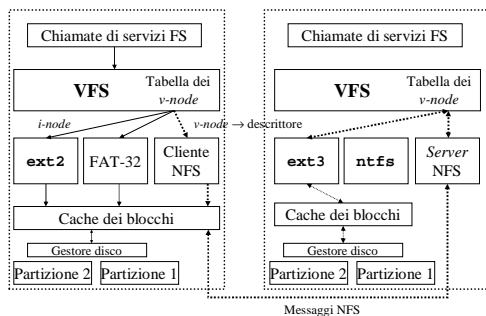 Chiamate di servizi FS
VFS
Tabella dei
v-node
i-node
v-node → descrittore
ext2
FAT-32
Cliente
NFS
Cache dei blocchi
Gestore disco
Partizione 2
Partizione 1
Chiamate di servizi FS
VFS
Tabella dei
v-node
ext3
ntfs
Server
NFS
Cache dei blocchi
Gestore disco
Partizione 2
Partizione 1
Messaggi NFS